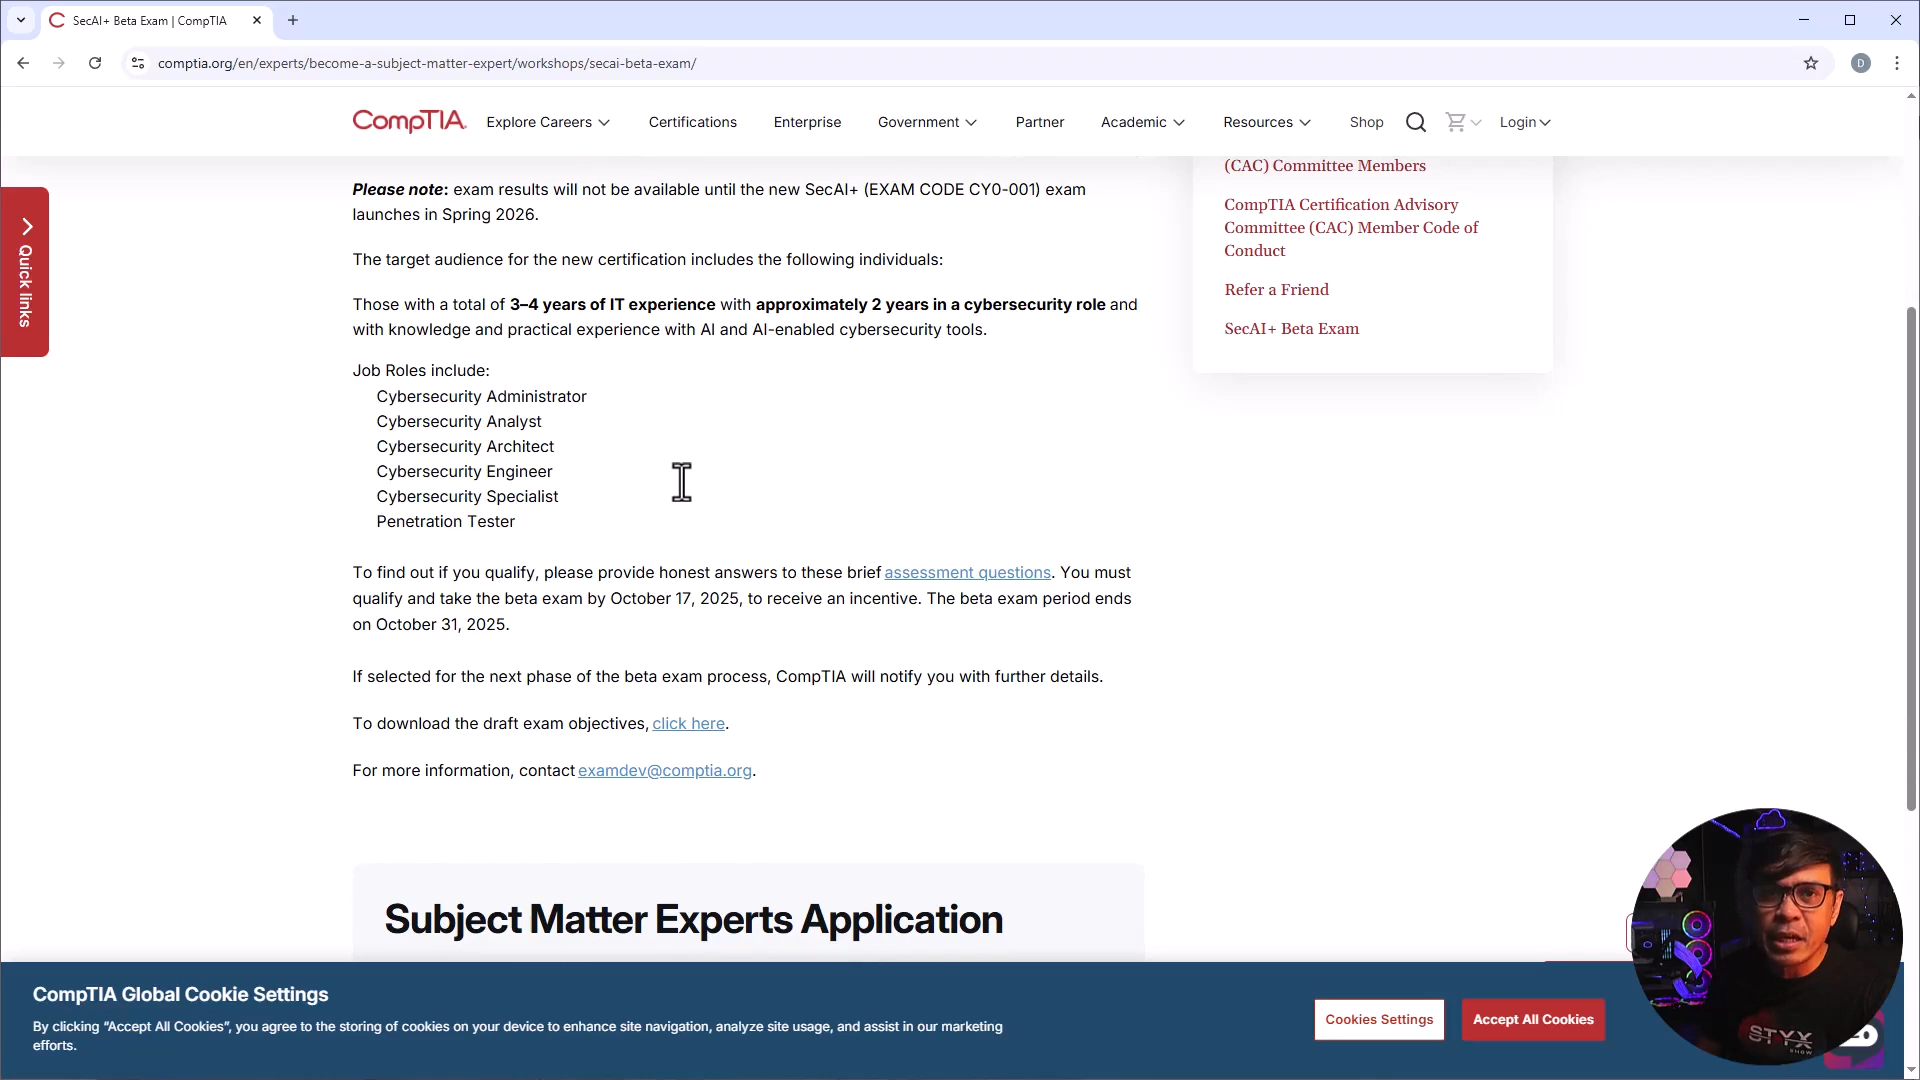 SecAI+ Beta Exam | CompTIA
comptia.org/en/experts/become-a-subject-matter-expert/workshops/secai-beta-exam/
D
CompTIA.
Explore Careers
Certifications
Enterprise
Government
Partner
Academic
Resources
Shop
Login
Quick links
Please note: exam results will not be available until the new SecAI+ (EXAM CODE CY0-001) exam
launches in Spring 2026.
The target audience for the new certification includes the following individuals:
Those with a total of 3–4 years of IT experience with approximately 2 years in a cybersecurity role and
with knowledge and practical experience with AI and AI-enabled cybersecurity tools.
Job Roles include:
Cybersecurity Administrator
Cybersecurity Analyst
Cybersecurity Architect
Cybersecurity Engineer
Cybersecurity Specialist
Penetration Tester
To find out if you qualify, please provide honest answers to these brief assessment questions. You must
qualify and take the beta exam by October 17, 2025, to receive an incentive. The beta exam period ends
on October 31, 2025.
If selected for the next phase of the beta exam process, CompTIA will notify you with further details.
To download the draft exam objectives, click here.
For more information, contact examdev@comptia.org.
(CAC) Committee Members
CompTIA Certification Advisory
Committee (CAC) Member Code of
Conduct
Refer a Friend
SecAI+ Beta Exam
Subject Matter Experts Application
CompTIA Global Cookie Settings
By clicking “Accept All Cookies”, you agree to the storing of cookies on your device to enhance site navigation, analyze site usage, and assist in our marketing
efforts.
Cookies Settings
Accept All Cookies
STYX
SHOW